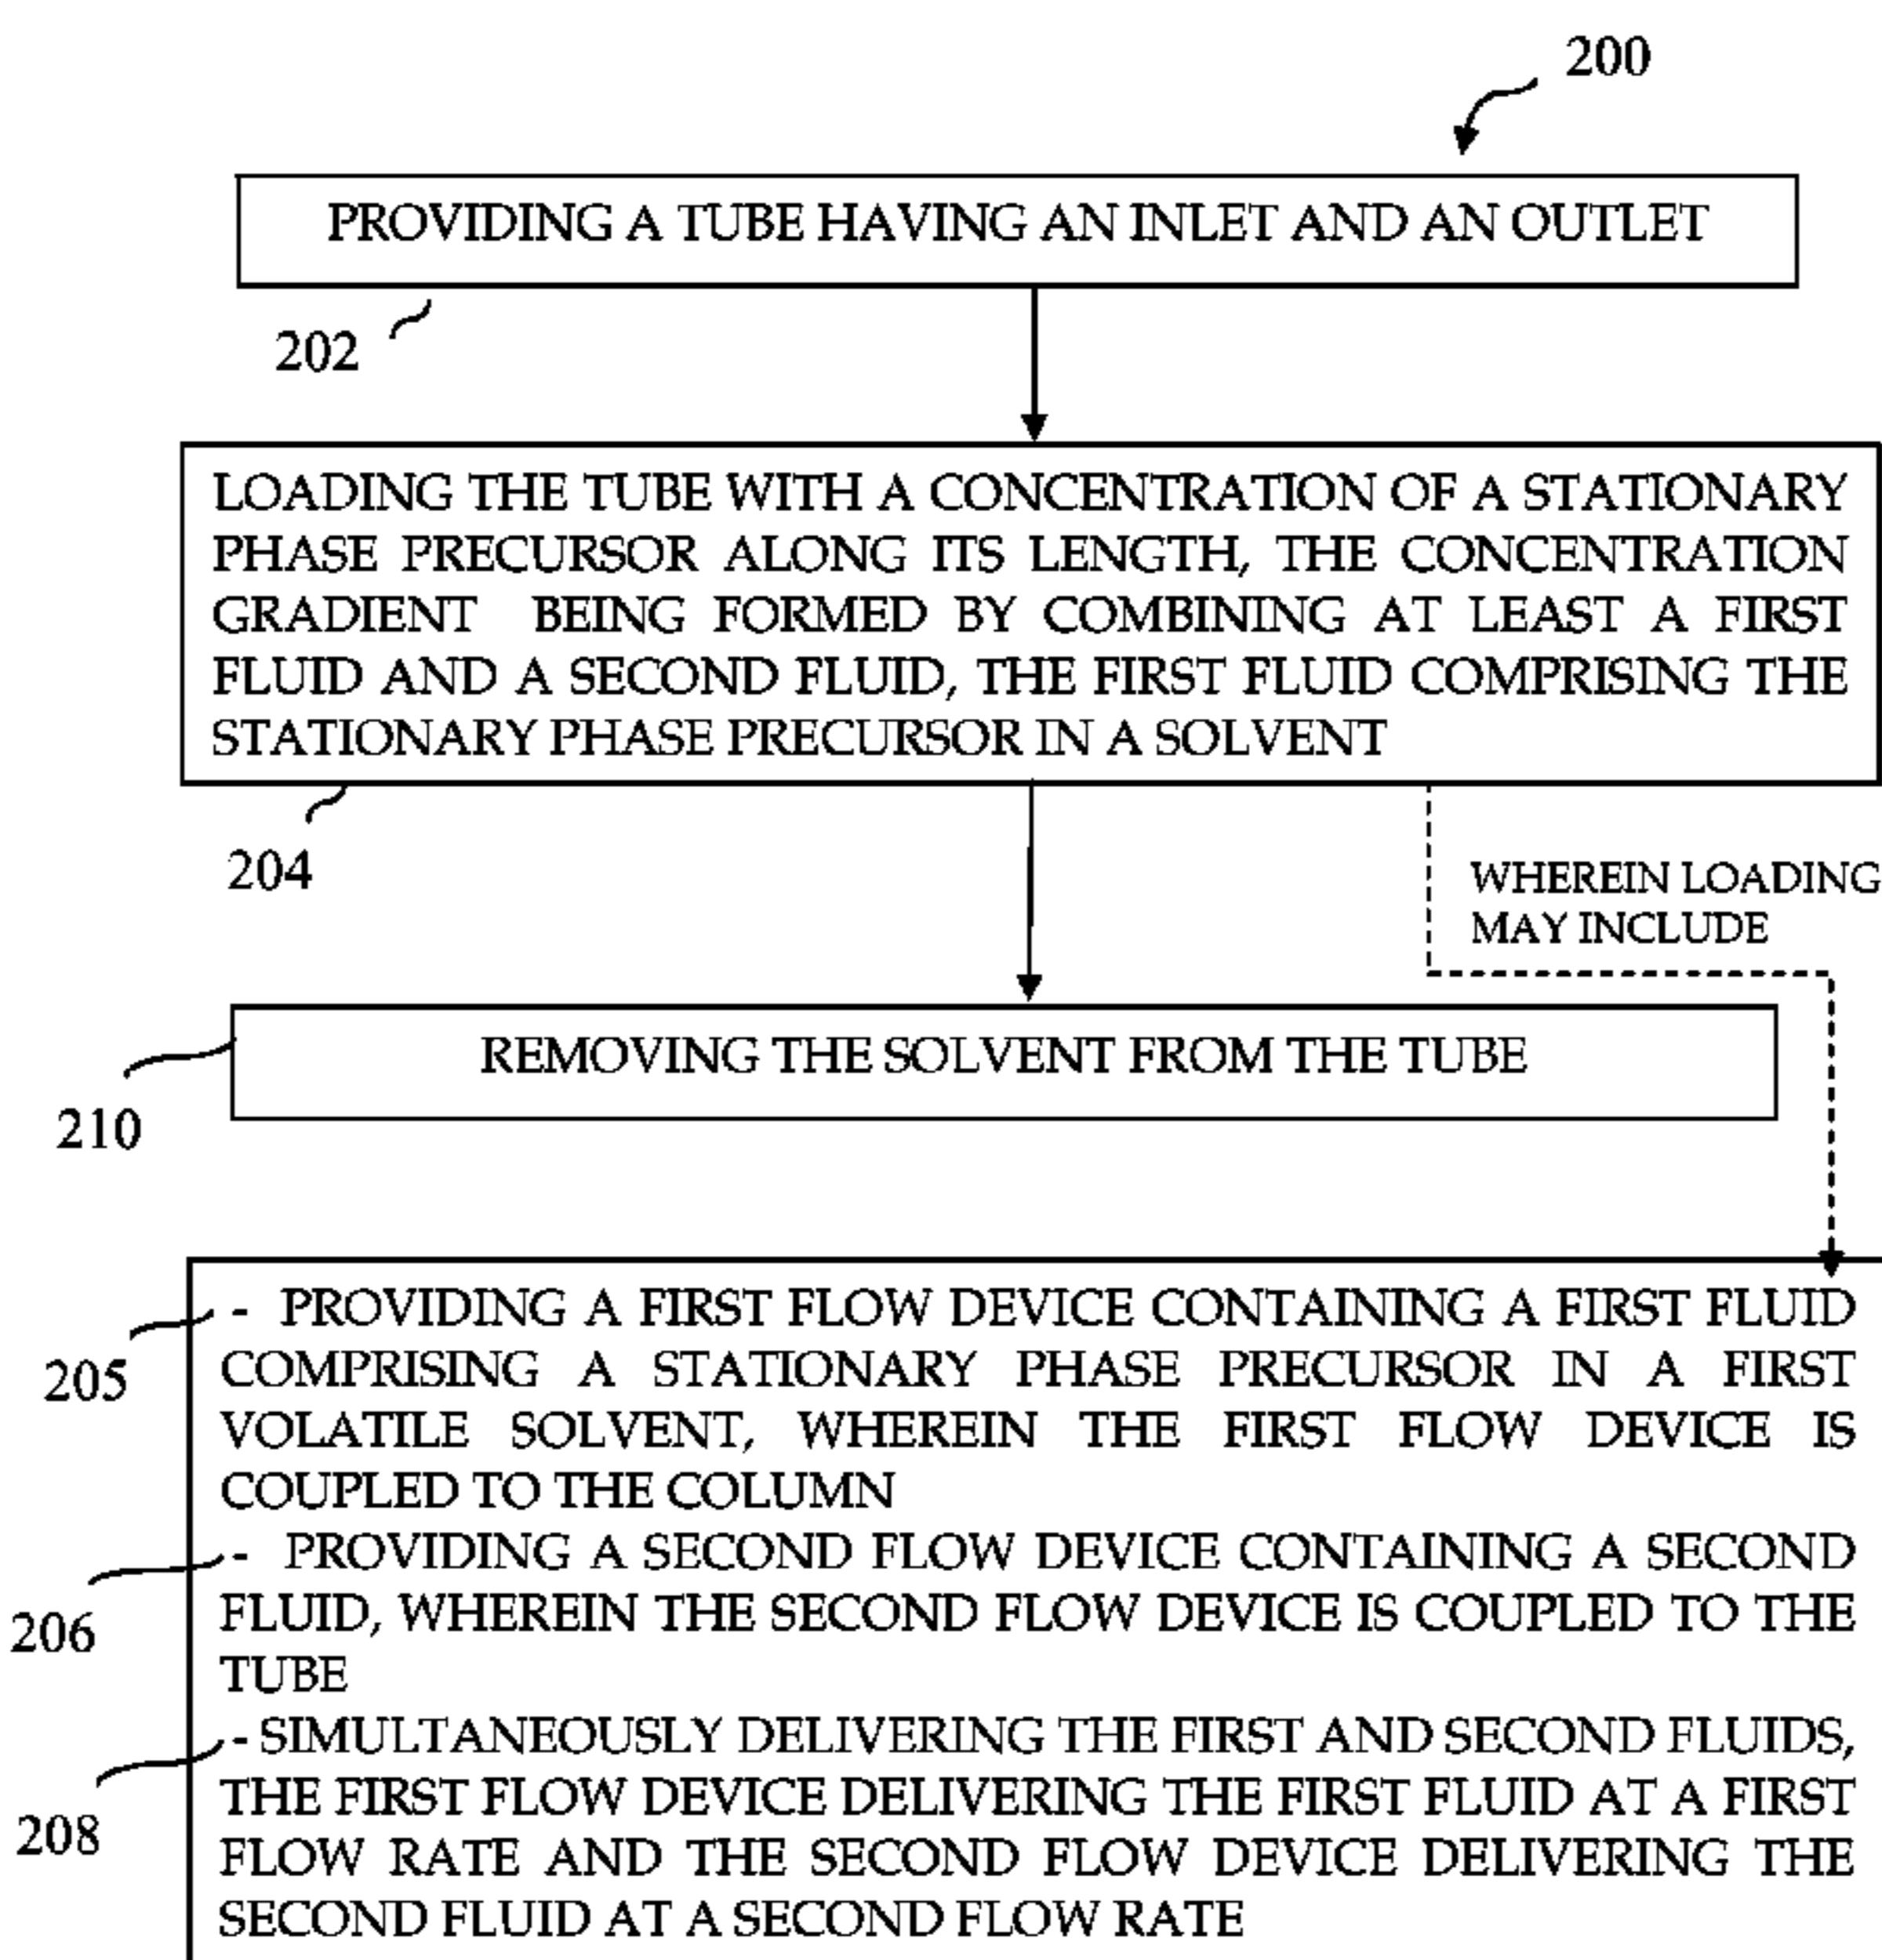 200
PROVIDING A TUBE HAVING AN INLET AND AN OUTLET
202
LOADING THE TUBE WITH A CONCENTRATION OF A STATIONARY
PHASE PRECURSOR ALONG ITS LENGTH, THE CONCENTRATION
GRADIENT BEING FORMED BY COMBINING AT LEAST A FIRST
FLUID AND A SECOND FLUID, THE FIRST FLUID COMPRISING THE
STATIONARY PHASE PRECURSOR IN A SOLVENT
204
WHEREIN LOADING
MAY INCLUDE
REMOVING THE SOLVENT FROM THE TUBE
210
- PROVIDING A FIRST FLOW DEVICE CONTAINING A FIRST FLUID
205
COMPRISING A STATIONARY PHASE PRECURSOR IN A FIRST
VOLATILE SOLVENT, WHEREIN THE FIRST FLOW DEVICE IS
COUPLED TO THE COLUMN
- PROVIDING A SECOND FLOW DEVICE CONTAINING A SECOND
206
FLUID, WHEREIN THE SECOND FLOW DEVICE IS COUPLED TO THE
TUBE
- SIMULTANEOUSLY DELIVERING THE FIRST AND SECOND FLUIDS,
208
THE FIRST FLOW DEVICE DELIVERING THE FIRST FLUID AT A FIRST
FLOW RATE AND THE SECOND FLOW DEVICE DELIVERING THE
SECOND FLUID AT A SECOND FLOW RATE